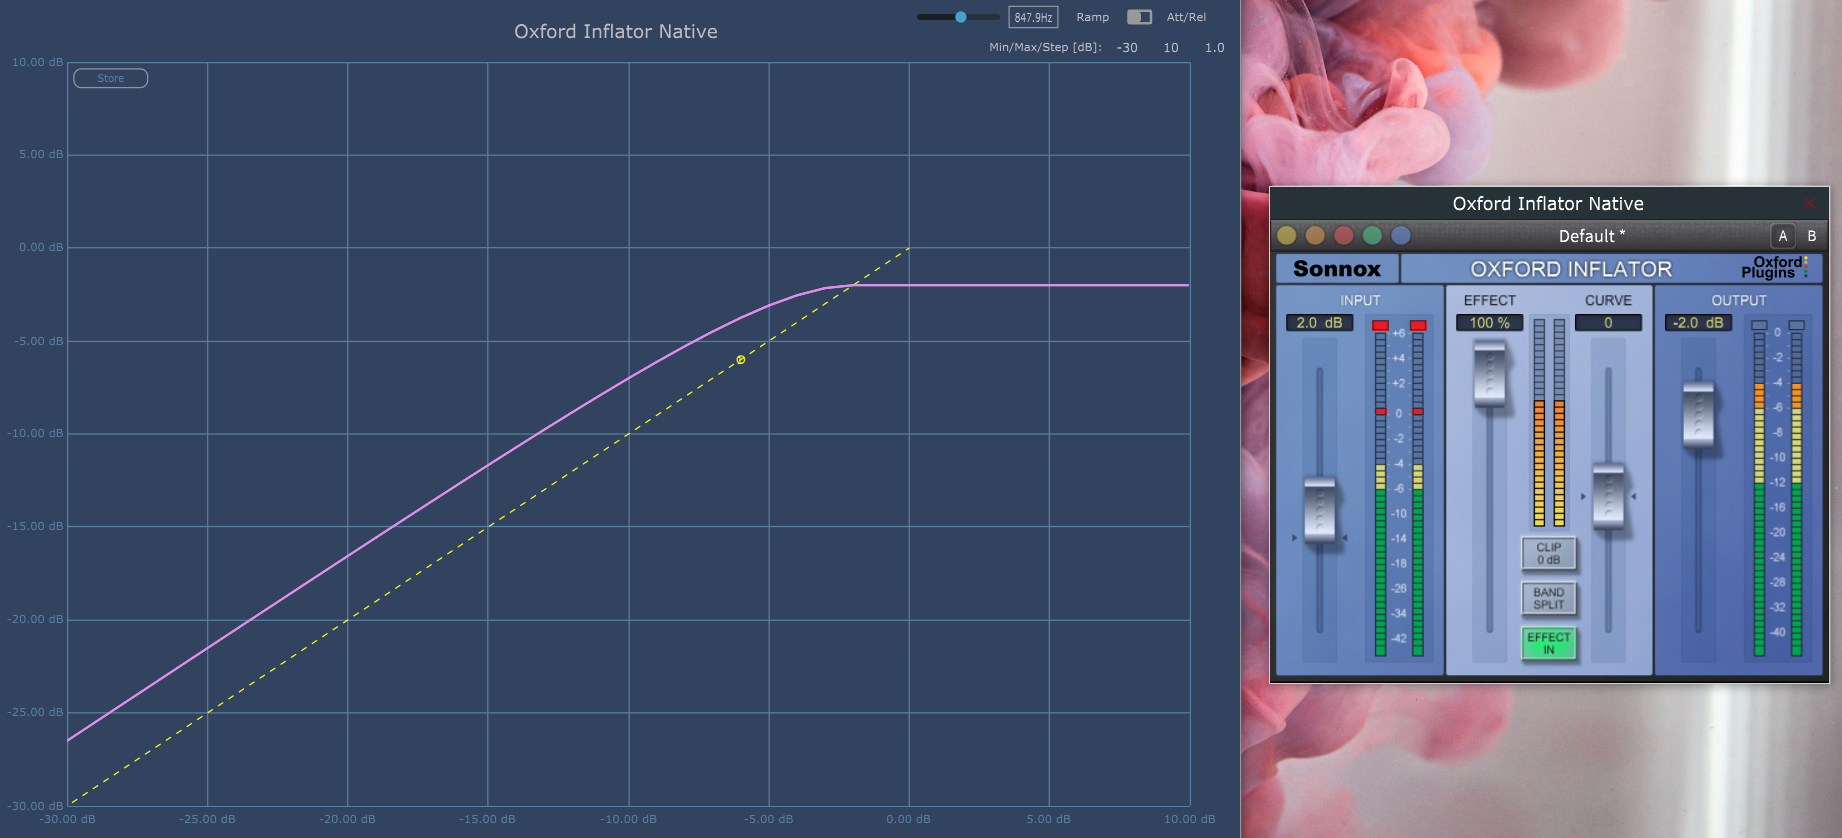 Oxford Inflator Native
847.9Hz Ramp Att/Rel
Min/Max/Step [dB]: -30 10 1.0
Store
10.00 dB
5.00 dB
0.00 dB
-5.00 dB
-10.00 dB
-15.00 dB
-20.00 dB
-25.00 dB
-30.00 dB
-30.00 dB -25.00 dB -20.00 dB -15.00 dB -10.00 dB -5.00 dB 0.00 dB 5.00 dB 10.00 dB
Oxford Inflator Native
Default * A B
Sonnox OXFORD INFLATOR Oxford
Plugins
INPUT EFFECT CURVE OUTPUT
2.0 dB 100 % 0 -2.0 dB
+6
+4
+2
0
-2
-4
-6
-10
-14
-18
-26
-34
-42
CLIP
0 dB
BAND
SPLIT
EFFECT
IN
0
-2
-4
-6
-8
-10
-12
-16
-20
-24
-28
-32
-40